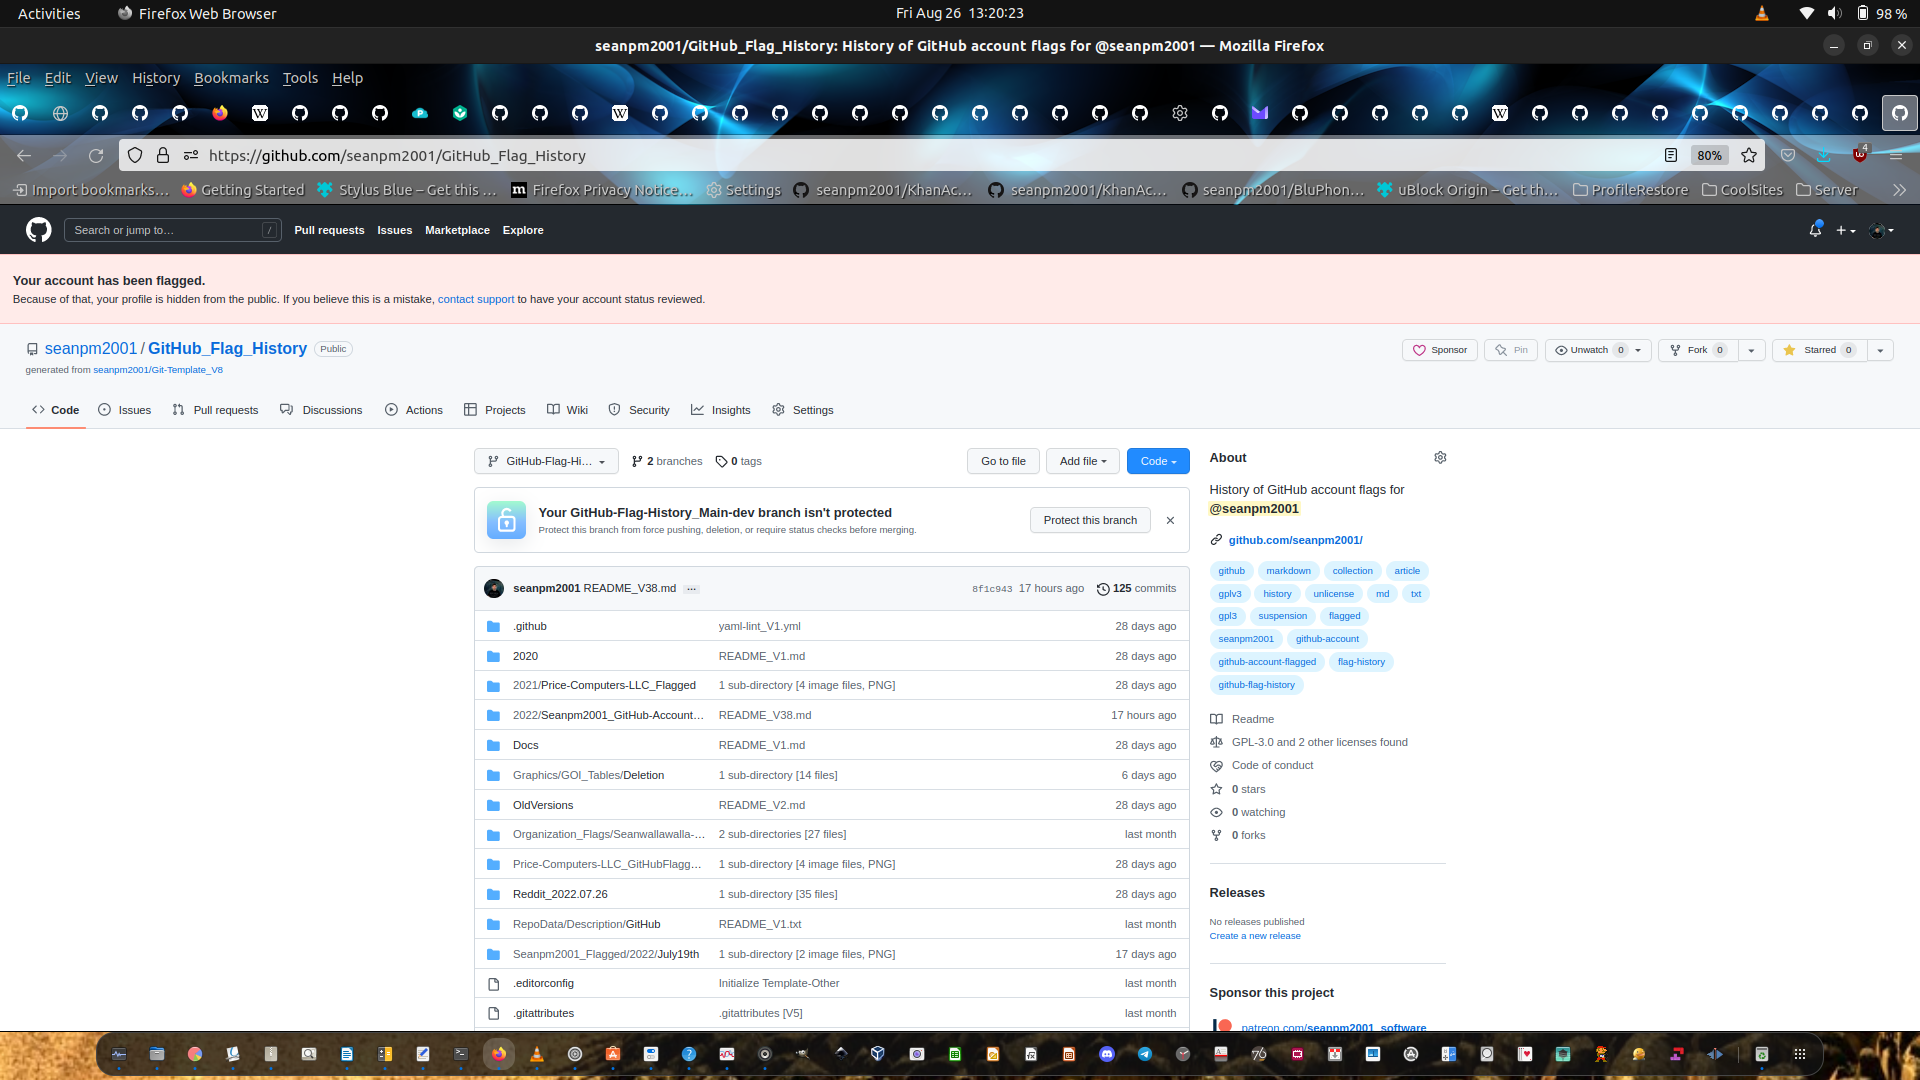 Activities
Firefox Web Browser
Fri Aug 26 13:20:23
98 %
seanpm2001/GitHub_Flag_History: History of GitHub account flags for @seanpm2001 — Mozilla Firefox
File Edit View History Bookmarks Tools Help
https://github.com/seanpm2001/GitHub_Flag_History
80%
4
Import bookmarks… Getting Started Stylus Blue – Get this … Firefox Privacy Notice… Settings seanpm2001/KhanAc… seanpm2001/KhanAc… seanpm2001/BluPhon… uBlock Origin – Get th… ProfileRestore CoolSites Server
Search or jump to… /
Pull requests Issues Marketplace Explore
Your account has been flagged.
Because of that, your profile is hidden from the public. If you believe this is a mistake, contact support to have your account status reviewed.
seanpm2001 / GitHub_Flag_History Public
Sponsor Pin Unwatch 0 Fork 0 Starred 0
generated from seanpm2001/Git-Template_V8
Code Issues Pull requests Discussions Actions Projects Wiki Security Insights Settings
GitHub-Flag-Hi… 2 branches 0 tags
Go to file Add file Code
Your GitHub-Flag-History_Main-dev branch isn't protected
Protect this branch from force pushing, deletion, or require status checks before merging.
Protect this branch
seanpm2001 README_V38.md … 8f1c943 17 hours ago 125 commits
.github yaml-lint_V1.yml 28 days ago
2020 README_V1.md 28 days ago
2021/Price-Computers-LLC_Flagged 1 sub-directory [4 image files, PNG] 28 days ago
2022/Seanpm2001_GitHub-Account… README_V38.md 17 hours ago
Docs README_V1.md 28 days ago
Graphics/GOI_Tables/Deletion 1 sub-directory [14 files] 6 days ago
OldVersions README_V2.md 28 days ago
Organization_Flags/Seanwallawalla-… 2 sub-directories [27 files] last month
Price-Computers-LLC_GitHubFlagg… 1 sub-directory [4 image files, PNG] 28 days ago
Reddit_2022.07.26 1 sub-directory [35 files] 28 days ago
RepoData/Description/GitHub README_V1.txt last month
Seanpm2001_Flagged/2022/July19th 1 sub-directory [2 image files, PNG] 17 days ago
.editorconfig Initialize Template-Other last month
.gitattributes .gitattributes [V5] last month
About
History of GitHub account flags for
@seanpm2001
github.com/seanpm2001/
github markdown collection article
gplv3 history unlicense md txt
gpl3 suspension flagged
seanpm2001 github-account
github-account-flagged flag-history
github-flag-history
Readme
GPL-3.0 and 2 other licenses found
Code of conduct
0 stars
0 watching
0 forks
Releases
No releases published
Create a new release
Sponsor this project
patreon.com/seanpm2001_software